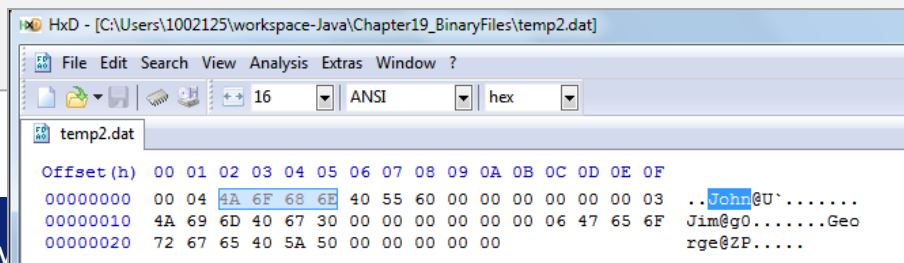 HxD - [C:\Users\1002125\workspace-Java\Chapter19_BinaryFiles\temp2.dat]
File Edit Search View Analysis Extras Window ?
16 ANSI hex
temp2.dat
Offset(h) 00 01 02 03 04 05 06 07 08 09 0A 0B 0C 0D 0E 0F
00000000 00 04 4A 6F 68 6E 40 55 60 00 00 00 00 00 00 03 ..John@U`.......
00000010 4A 69 6D 40 67 30 00 00 00 00 00 00 06 47 65 6F Jim@g0.......Geo
00000020 72 67 65 40 5A 50 00 00 00 00 00 rge@ZP.....